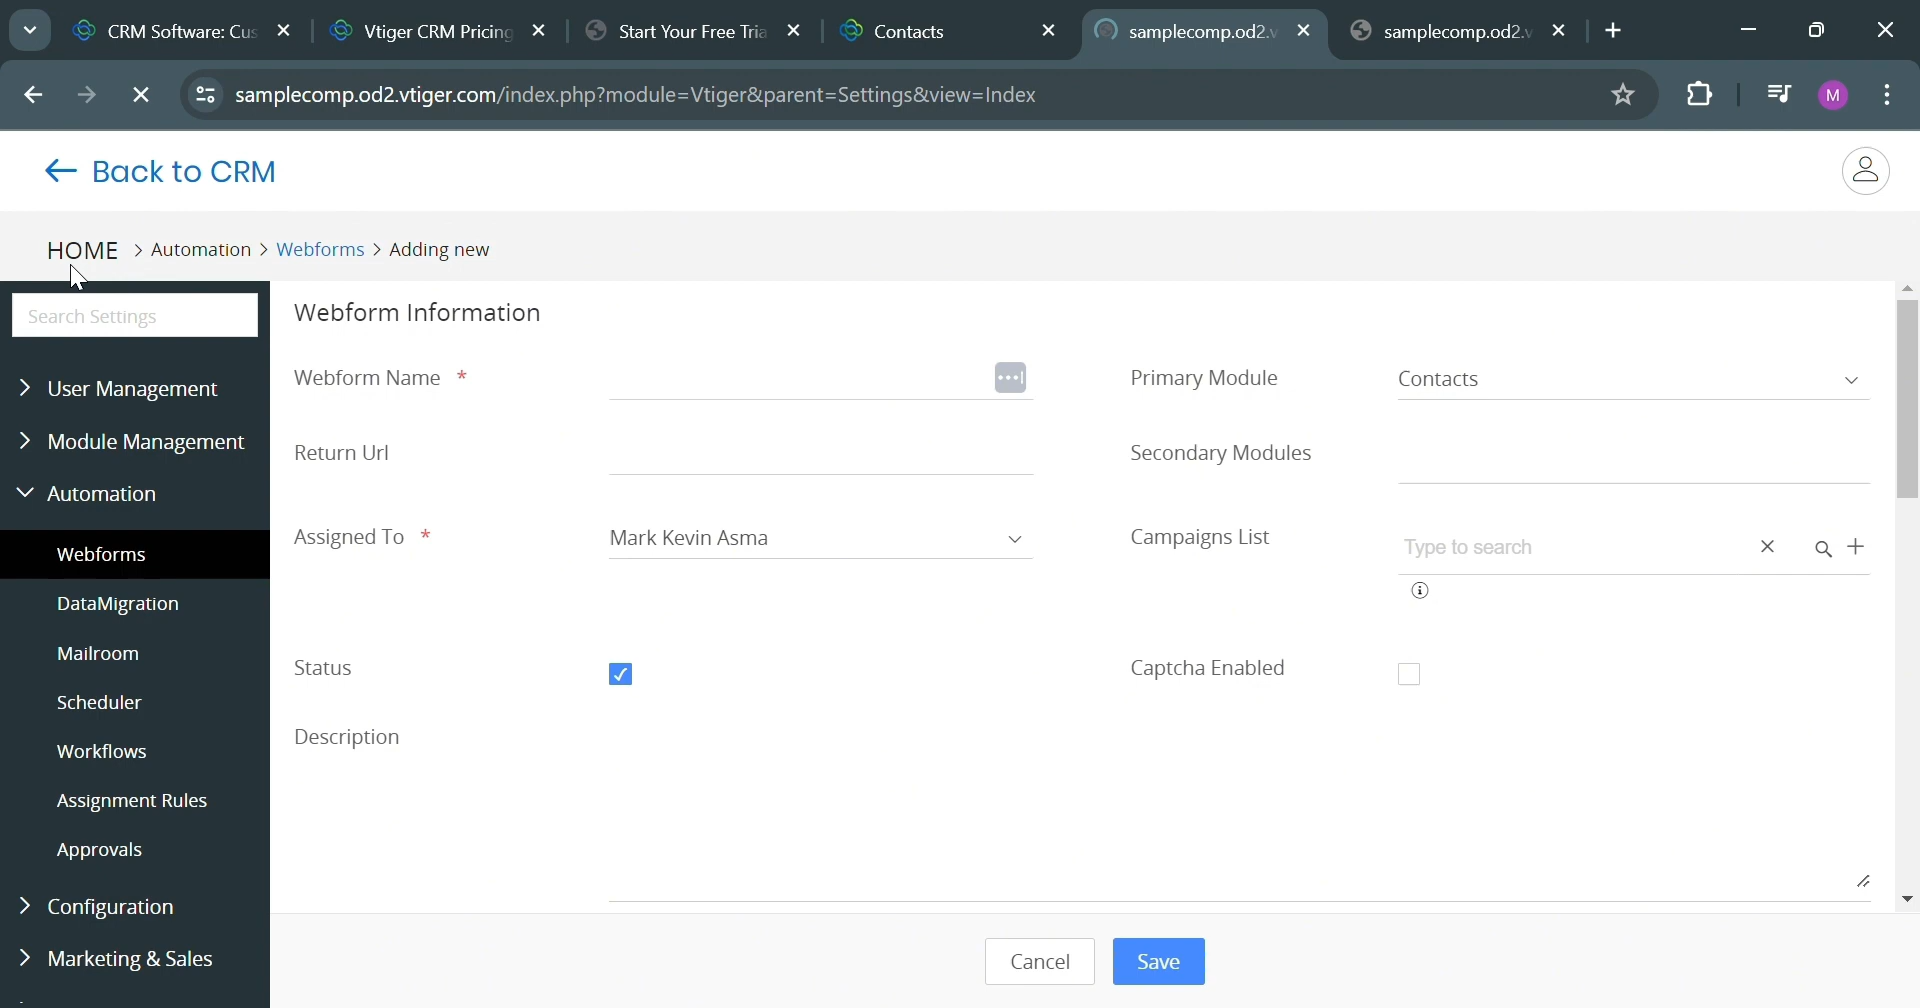 CRM Software: Cus
Vtiger CRM Pricing
Start Your Free Tria
Contacts
samplecomp.od2.v
samplecomp.od2.v
samplecomp.od2.vtiger.com/index.php?module=Vtiger&parent=Settings&view=Index
M
Back to CRM
HOME > Automation > Webforms > Adding new
Search Settings
User Management
Module Management
Automation
Webforms
DataMigration
Mailroom
Scheduler
Workflows
Assignment Rules
Approvals
Configuration
Marketing & Sales
Webform Information
Webform Name *
Primary Module
Contacts
Return Url
Secondary Modules
Assigned To *
Mark Kevin Asma
Campaigns List
Type to search
Status
Captcha Enabled
Description
Cancel
Save